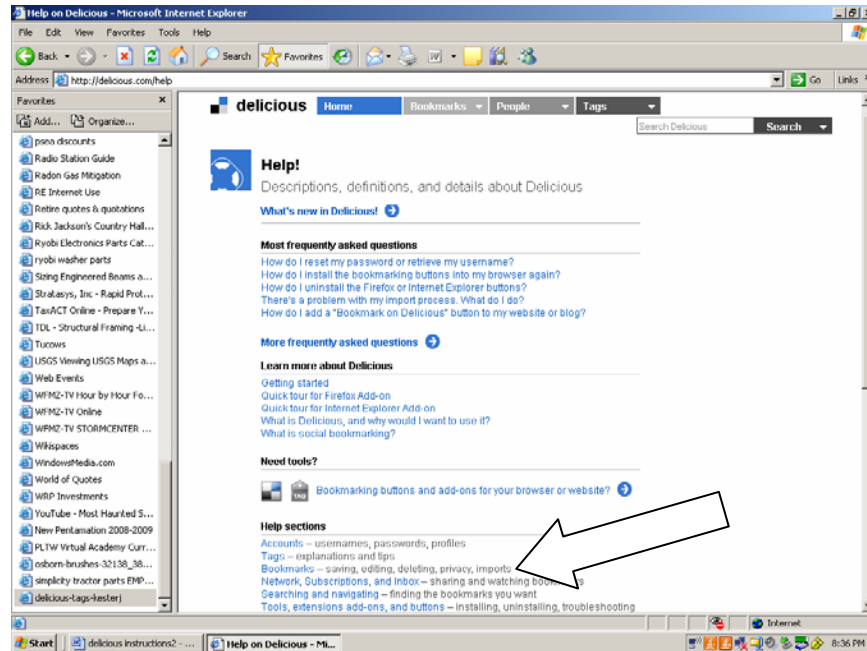 Help on Delicious - Microsoft Internet Explorer
File Edit View Favorites Tools Help
Back Search Favorites
Address http://delicious.com/help Go Links
Favorites x
Add... Organize...
psea discounts
Radio Station Guide
Radon Gas Mitigation
RE Internet Use
Retire quotes & quotations
Rick Jackson's Country Hall...
Ryobi Electronics Parts Cat...
ryobi washer parts
Sizing Engineered Beams a...
Stratasys, Inc - Rapid Prot...
TaxACT Online - Prepare Y...
TDL - Structural Framing -Li...
Tucows
USGS Viewing USGS Maps a...
Web Events
WFMZ-TV Hour by Hour Fo...
WFMZ-TV Online
WFMZ-TV STORMCENTER ...
Wikispaces
WindowsMedia.com
World of Quotes
WRP Investments
YouTube - Most Haunted S...
New Pentamation 2008-2009
PLTW Virtual Academy Curr...
osborn-brushes-32138_38...
simplicity tractor parts EMP...
delicious-tags-kesterj
delicious Home Bookmarks People Tags
Search Delicious Search
Help!
Descriptions, definitions, and details about Delicious
What's new in Delicious!
Most frequently asked questions
How do I reset my password or retrieve my username?
How do I install the bookmarking buttons into my browser again?
How do I uninstall the Firefox or Internet Explorer buttons?
There's a problem with my import process. What do I do?
How do I add a "Bookmark on Delicious" button to my website or blog?
More frequently asked questions
Learn more about Delicious
Getting started
Quick tour for Firefox Add-on
Quick tour for Internet Explorer Add-on
What is Delicious, and why would I want to use it?
What is social bookmarking?
Need tools?
TAG Bookmarking buttons and add-ons for your browser or website?
Help sections
Accounts – usernames, passwords, profiles
Tags – explanations and tips
Bookmarks – saving, editing, deleting, privacy, imports
Network, Subscriptions, and Inbox – sharing and watching
Searching and navigating – finding the bookmarks you want
Tools, extensions add-ons, and buttons – installing, uninstalling, troubleshooting
Internet
Start delicious instructions2 - ... Help on Delicious - Mi... 8:36 PM